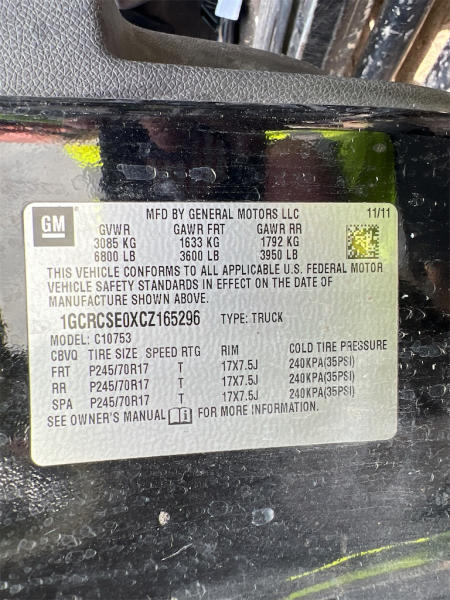 GM
MFD BY GENERAL MOTORS LLC 11/11
GVWR GAWR FRT GAWR RR
3085 KG 1633 KG 1792 KG
6800 LB 3600 LB 3950 LB
THIS VEHICLE CONFORMS TO ALL APPLICABLE U.S. FEDERAL MOTOR
VEHICLE SAFETY STANDARDS IN EFFECT ON THE DATE OF
MANUFACTURE SHOWN ABOVE.
1GCRCSE0XCZ165296 TYPE: TRUCK
MODEL: C10753
CBVQ TIRE SIZE SPEED RTG RIM COLD TIRE PRESSURE
FRT P245/70R17 T 17X7.5J 240KPA(35PSI)
RR P245/70R17 T 17X7.5J 240KPA(35PSI)
SPA P245/70R17 T 17X7.5J 240KPA(35PSI)
SEE OWNER'S MANUAL FOR MORE INFORMATION.